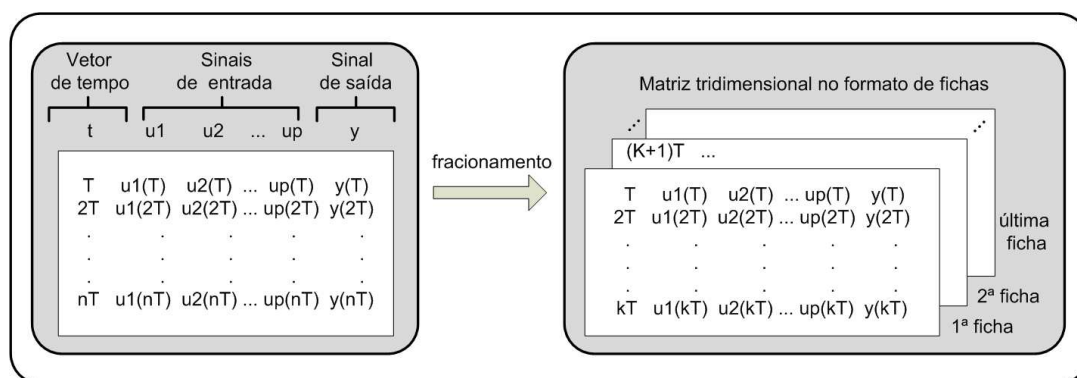 Vetor
de tempo
Sinais
de entrada
Sinal
de saída
t u1 u2 ... up y
T u1(T) u2(T) ... up(T) y(T)
2T u1(2T) u2(2T) ... up(2T) y(2T)
. . . . .
. . . . .
. . . . .
nT u1(nT) u2(nT) ... up(nT) y(nT)
fracionamento
Matriz tridimensional no formato de fichas
... ...
(K+1)T ...
T u1(T) u2(T) ... up(T) y(T)
2T u1(2T) u2(2T) ... up(2T) y(2T)
. . . . .
. . . . .
. . . . .
kT u1(kT) u2(kT) ... up(kT) y(kT)
última
ficha
2ª ficha
1ª ficha